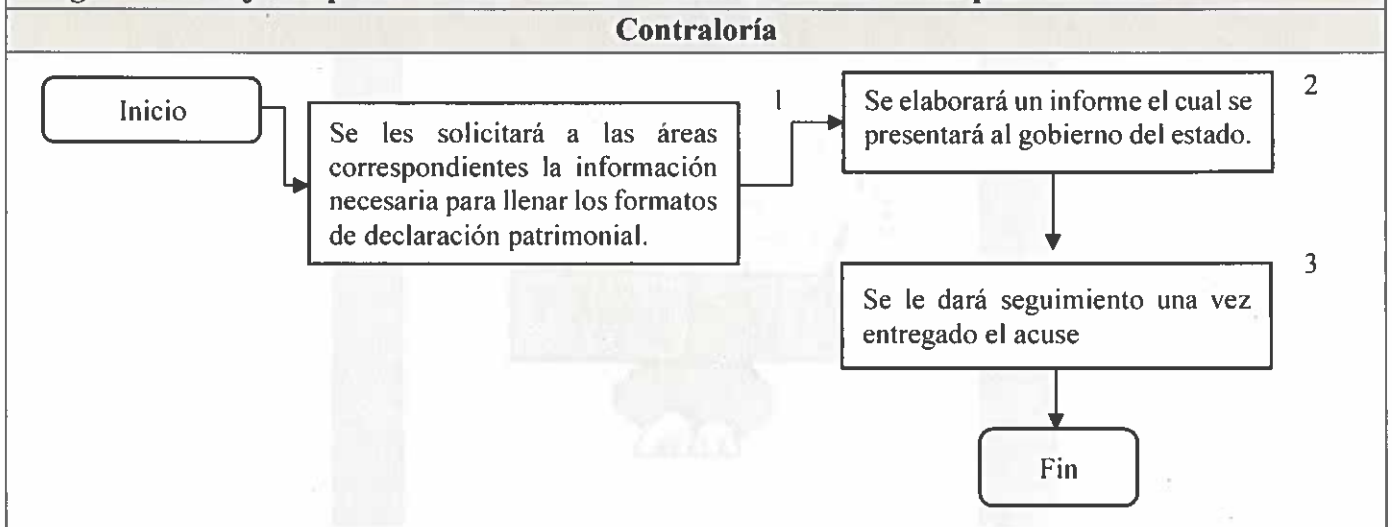 Contraloría
Inicio
1
Se les solicitará a las áreas
correspondientes la información
necesaria para llenar los formatos
de declaración patrimonial.
2
Se elaborará un informe el cual se
presentará al gobierno del estado.
3
Se le dará seguimiento una vez
entregado el acuse
Fin